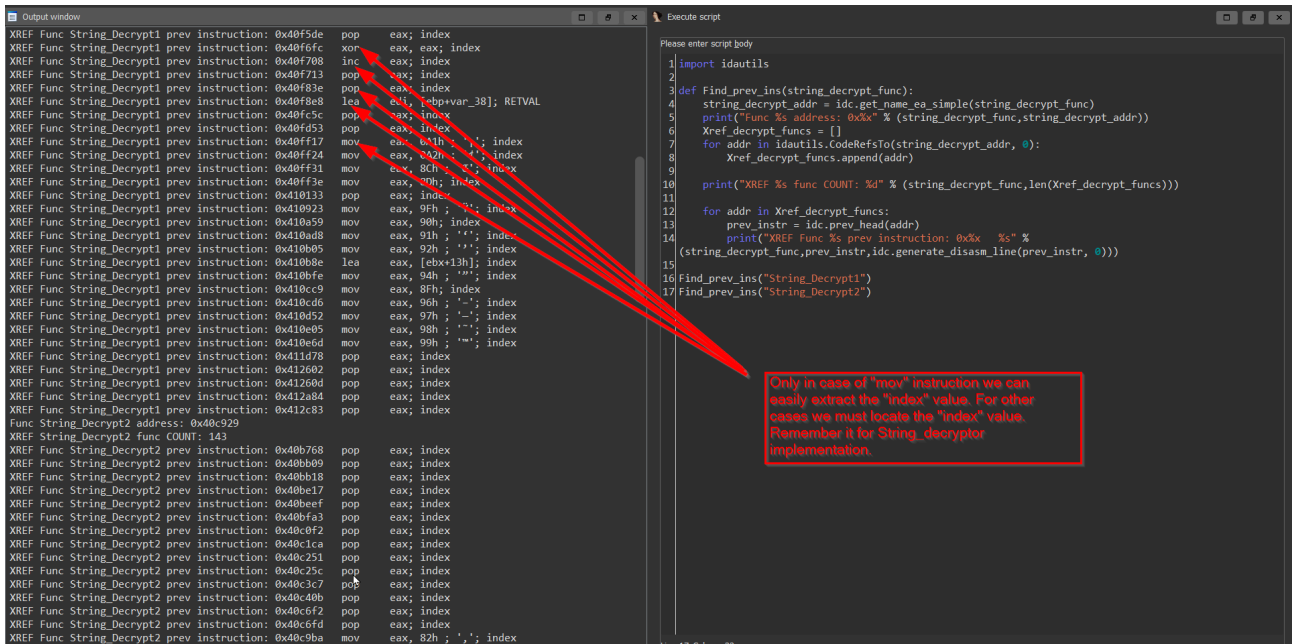 Output window
XREF Func String_Decrypt1 prev instruction: 0x40f5de pop eax; index
XREF Func String_Decrypt1 prev instruction: 0x40f6fc xor eax, eax; index
XREF Func String_Decrypt1 prev instruction: 0x40f708 inc eax; index
XREF Func String_Decrypt1 prev instruction: 0x40f713 pop eax; index
XREF Func String_Decrypt1 prev instruction: 0x40f83e pop eax; index
XREF Func String_Decrypt1 prev instruction: 0x40f8e8 lea edi, [ebp+var_38]; RETVAL
XREF Func String_Decrypt1 prev instruction: 0x40fc5c pop eax; index
XREF Func String_Decrypt1 prev instruction: 0x40fd53 pop eax; index
XREF Func String_Decrypt1 prev instruction: 0x40ff17 mov eax, 0A1h ; '¡'; index
XREF Func String_Decrypt1 prev instruction: 0x40ff24 mov eax, 0A2h ; '¢'; index
XREF Func String_Decrypt1 prev instruction: 0x40ff31 mov eax, 8Ch ; 'Œ'; index
XREF Func String_Decrypt1 prev instruction: 0x40ff3e mov eax, 8Dh; index
XREF Func String_Decrypt1 prev instruction: 0x410133 pop eax; index
XREF Func String_Decrypt1 prev instruction: 0x410923 mov eax, 9Fh ; 'Ÿ'; index
XREF Func String_Decrypt1 prev instruction: 0x410a59 mov eax, 90h; index
XREF Func String_Decrypt1 prev instruction: 0x410ad8 mov eax, 91h ; '‘'; index
XREF Func String_Decrypt1 prev instruction: 0x410b05 mov eax, 92h ; '’'; index
XREF Func String_Decrypt1 prev instruction: 0x410b8e lea eax, [ebx+13h]; index
XREF Func String_Decrypt1 prev instruction: 0x410bfe mov eax, 94h ; '”'; index
XREF Func String_Decrypt1 prev instruction: 0x410cc9 mov eax, 8Fh; index
XREF Func String_Decrypt1 prev instruction: 0x410cd6 mov eax, 96h ; '–'; index
XREF Func String_Decrypt1 prev instruction: 0x410d52 mov eax, 97h ; '—'; index
XREF Func String_Decrypt1 prev instruction: 0x410e05 mov eax, 98h ; '˜'; index
XREF Func String_Decrypt1 prev instruction: 0x410e6d mov eax, 99h ; '™'; index
XREF Func String_Decrypt1 prev instruction: 0x411d78 pop eax; index
XREF Func String_Decrypt1 prev instruction: 0x412602 pop eax; index
XREF Func String_Decrypt1 prev instruction: 0x41260d pop eax; index
XREF Func String_Decrypt1 prev instruction: 0x412a84 pop eax; index
XREF Func String_Decrypt1 prev instruction: 0x412c83 pop eax; index
Func String_Decrypt2 address: 0x40c929
XREF String_Decrypt2 func COUNT: 143
XREF Func String_Decrypt2 prev instruction: 0x40b768 pop eax; index
XREF Func String_Decrypt2 prev instruction: 0x40bb09 pop eax; index
XREF Func String_Decrypt2 prev instruction: 0x40bb18 pop eax; index
XREF Func String_Decrypt2 prev instruction: 0x40be17 pop eax; index
XREF Func String_Decrypt2 prev instruction: 0x40beef pop eax; index
XREF Func String_Decrypt2 prev instruction: 0x40bfa3 pop eax; index
XREF Func String_Decrypt2 prev instruction: 0x40c0f2 pop eax; index
XREF Func String_Decrypt2 prev instruction: 0x40c1ca pop eax; index
XREF Func String_Decrypt2 prev instruction: 0x40c251 pop eax; index
XREF Func String_Decrypt2 prev instruction: 0x40c25c pop eax; index
XREF Func String_Decrypt2 prev instruction: 0x40c3c7 pop eax; index
XREF Func String_Decrypt2 prev instruction: 0x40c40b pop eax; index
XREF Func String_Decrypt2 prev instruction: 0x40c6f2 pop eax; index
XREF Func String_Decrypt2 prev instruction: 0x40c6fd pop eax; index
XREF Func String_Decrypt2 prev instruction: 0x40c9ba mov eax, 82h ; '‚'; index
Execute script
Please enter script body
1 import idautils
2
3 def Find_prev_ins(string_decrypt_func):
4 string_decrypt_addr = idc.get_name_ea_simple(string_decrypt_func)
5 print("Func %s address: 0x%x" % (string_decrypt_func,string_decrypt_addr))
6 Xref_decrypt_funcs = []
7 for addr in idautils.CodeRefsTo(string_decrypt_addr, 0):
8 Xref_decrypt_funcs.append(addr)
9
10 print("XREF %s func COUNT: %d" % (string_decrypt_func,len(Xref_decrypt_funcs)))
11
12 for addr in Xref_decrypt_funcs:
13 prev_instr = idc.prev_head(addr)
14 print("XREF Func %s prev instruction: 0x%x %s" %
(string_decrypt_func,prev_instr,idc.generate_disasm_line(prev_instr, 0)))
15
16 Find_prev_ins("String_Decrypt1")
17 Find_prev_ins("String_Decrypt2")
Only in case of "mov" instruction we can
easily extract the "index" value. For other
cases we must locate the "index" value.
Remember it for String_decryptor
implementation.